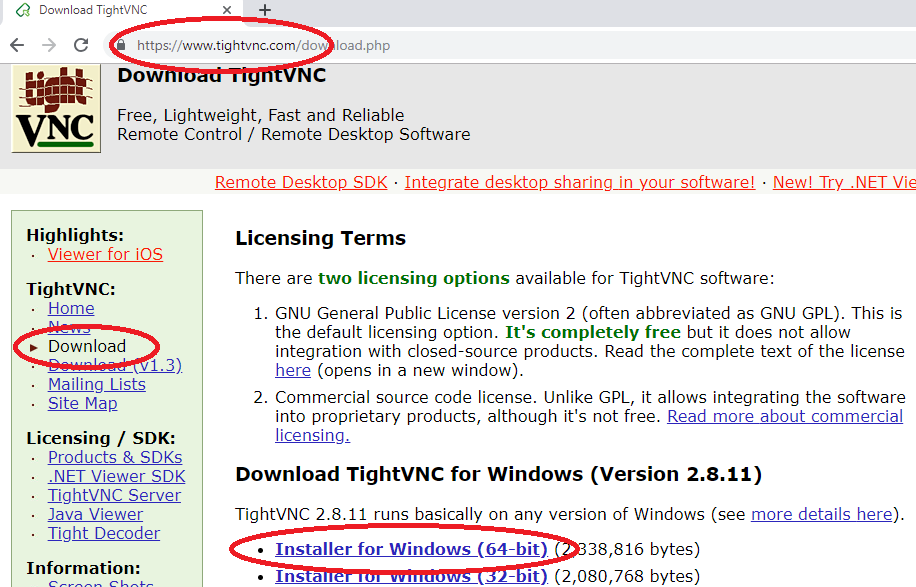 Download TightVNC
https://www.tightvnc.com/download.php
tight
VNC
Download TightVNC
Free, Lightweight, Fast and Reliable
Remote Control / Remote Desktop Software
Remote Desktop SDK · Integrate desktop sharing in your software! · New! Try .NET Vie
Highlights:
· Viewer for iOS
TightVNC:
· Home
· News
Download
· Download (v1.3)
· Mailing Lists
· Site Map
Licensing / SDK:
· Products & SDKs
· .NET Viewer SDK
· TightVNC Server
· Java Viewer
· Tight Decoder
Information:
· Screen Shots
Licensing Terms
There are two licensing options available for TightVNC software:
1. GNU General Public License version 2 (often abbreviated as GNU GPL). This is
the default licensing option. It's completely free but it does not allow
integration with closed-source products. Read the complete text of the license
here (opens in a new window).
2. Commercial source code license. Unlike GPL, it allows integrating the software
into proprietary products, although it's not free. Read more about commercial
licensing.
Download TightVNC for Windows (Version 2.8.11)
TightVNC 2.8.11 runs basically on any version of Windows (see more details here).
• Installer for Windows (64-bit) (2,338,816 bytes)
• Installer for Windows (32-bit) (2,080,768 bytes)